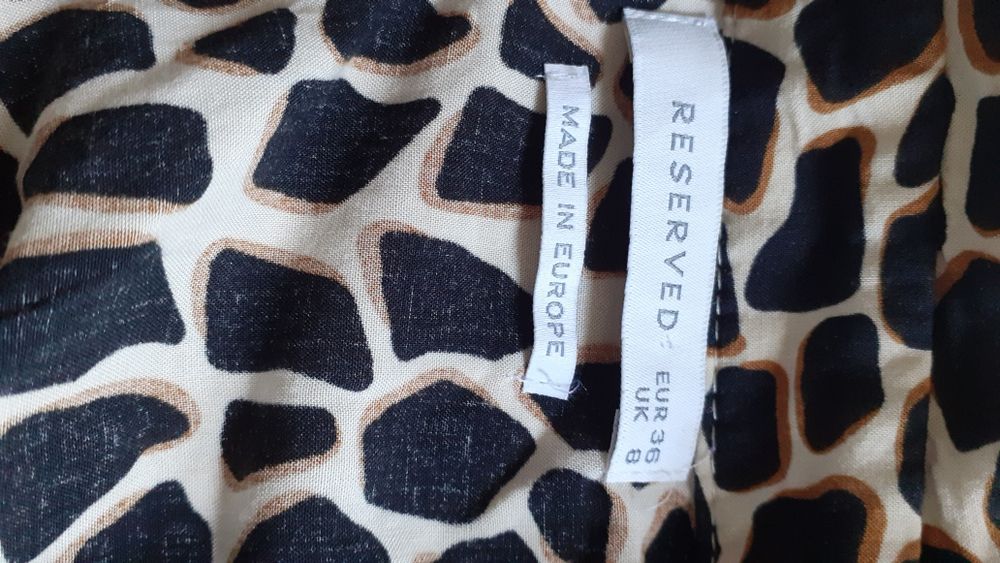 RESERVED
EUR 36
UK 8
MADE IN EUROPE